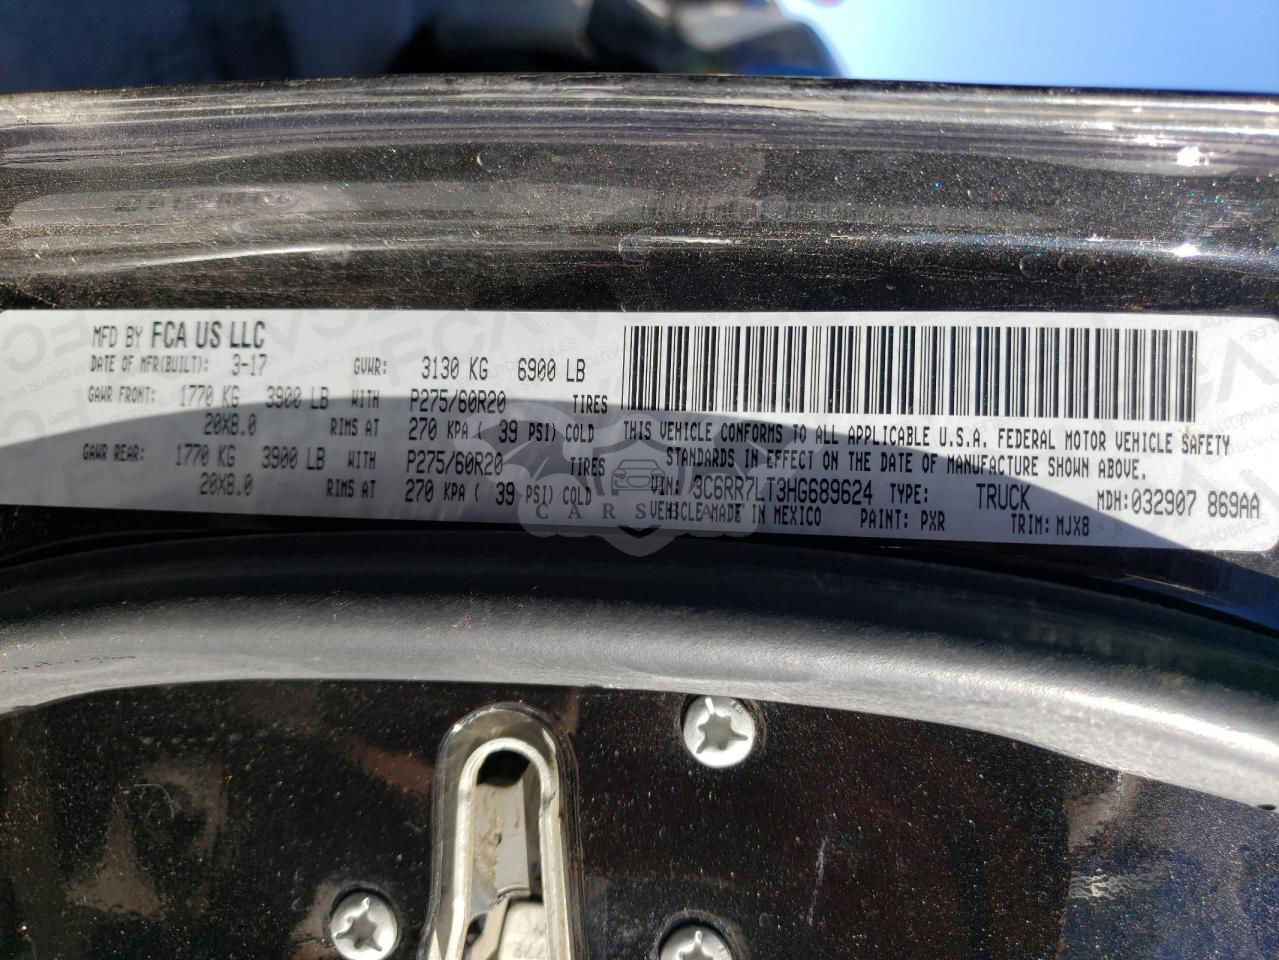 MFD BY FCA US LLC
DATE OF MFR(BUILT): 3-17 GVWR: 3130 KG 6900 LB
GAWR FRONT: 1770 KG 3900 LB WITH P275/60R20 TIRES
20X8.0 RIMS AT 270 KPA ( 39 PSI) COLD
GAWR REAR: 1770 KG 3900 LB WITH P275/60R20 TIRES
20X8.0 RIMS AT 270 KPA ( 39 PSI) COLD
THIS VEHICLE CONFORMS TO ALL APPLICABLE U.S.A. FEDERAL MOTOR VEHICLE SAFETY
STANDARDS IN EFFECT ON THE DATE OF MANUFACTURE SHOWN ABOVE.
VIN: 3C6RR7LT3HG689624 TYPE: TRUCK MDH: 032907 869AA
VEHICLE MADE IN MEXICO PAINT: PXR TRIM: MJX8